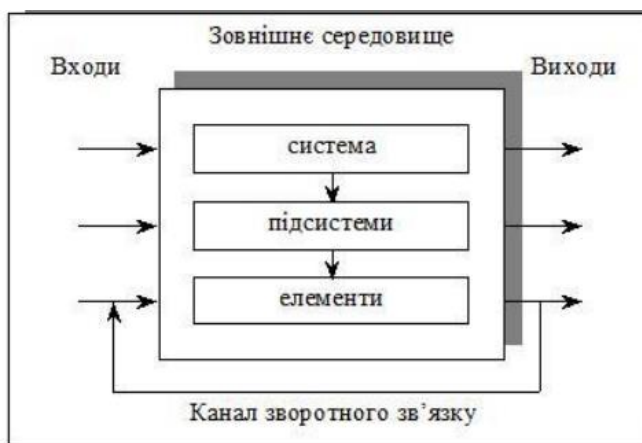 Зовнішнє середовище
Входи
Виходи
система
підсистеми
елементи
Канал зворотного зв’язку